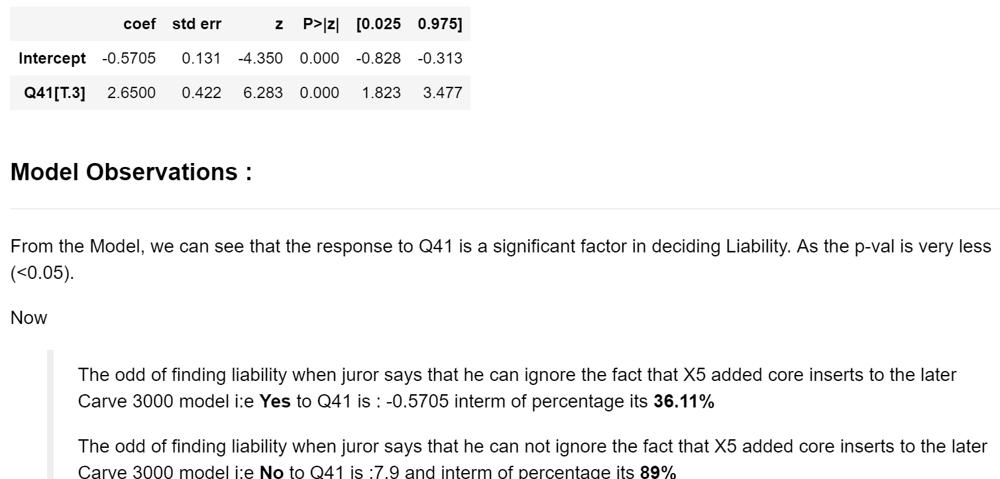 coef std err z P>|z| [0.025 0.975]
Intercept -0.5705 0.131 -4.350 0.000 -0.828 -0.313
Q41[T.3] 2.6500 0.422 6.283 0.000 1.823 3.477
Model Observations :
From the Model, we can see that the response to Q41 is a significant factor in deciding Liability. As the p-val is very less
(<0.05).
Now
The odd of finding liability when juror says that he can ignore the fact that X5 added core inserts to the later
Carve 3000 model i:e Yes to Q41 is : -0.5705 interm of percentage its 36.11%
The odd of finding liability when juror says that he can not ignore the fact that X5 added core inserts to the later
Carve 3000 model i:e No to Q41 is :7.9 and interm of percentage its 89%